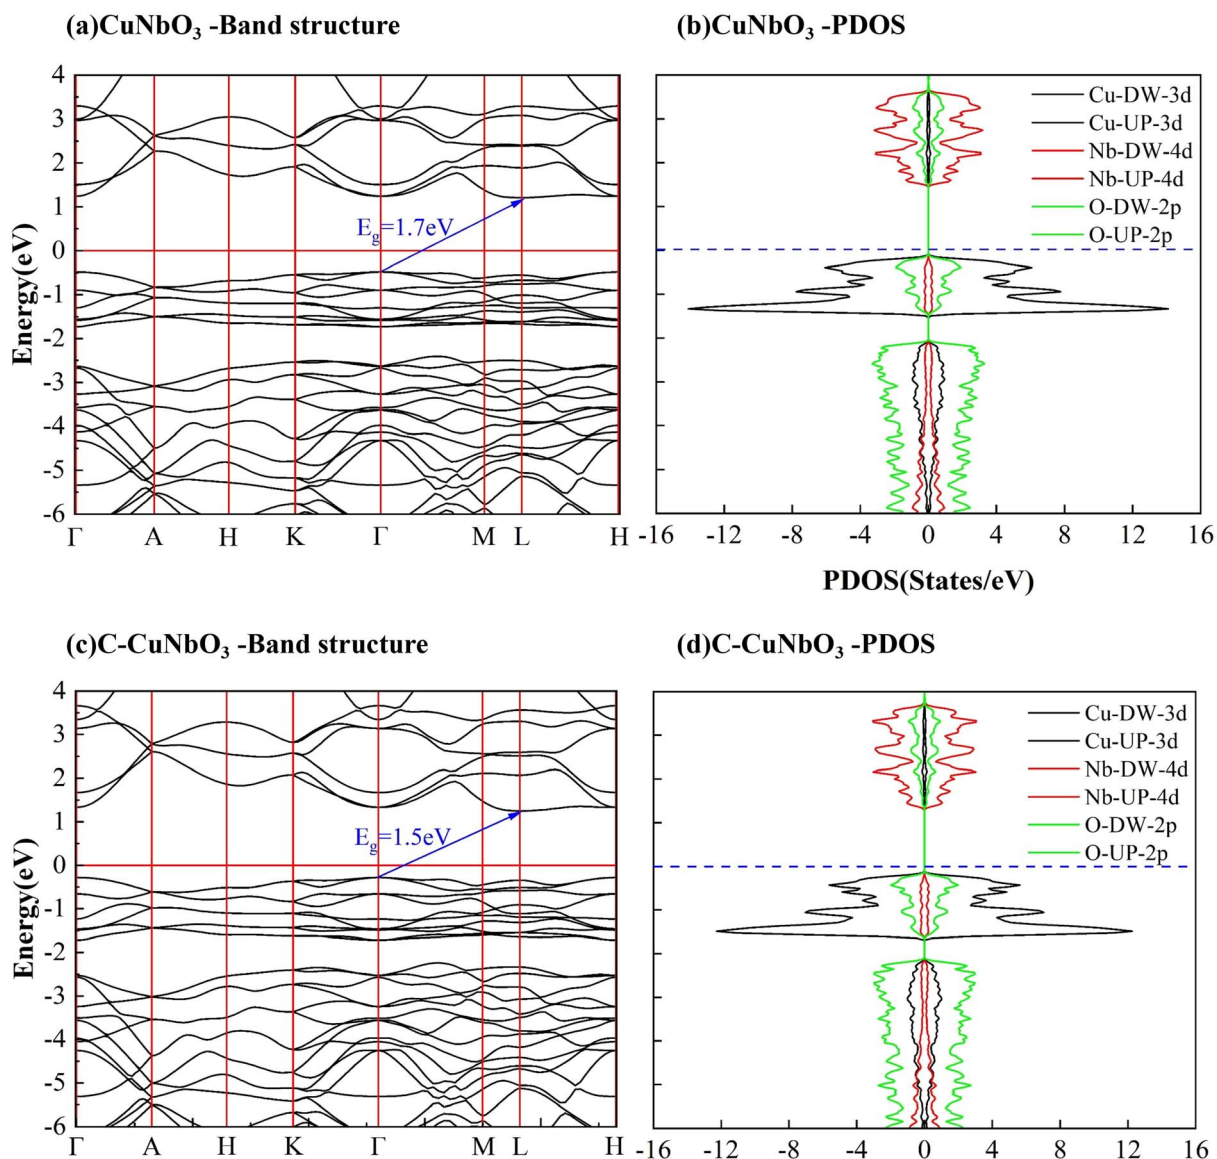 (a)CuNbO₃ -Band structure
(b)CuNbO₃ -PDOS
4
3
2
1
0
-1
-2
-3
-4
-5
-6
Energy(eV)
E_g=1.7eV
Γ A H K Γ M L H
Cu-DW-3d
Cu-UP-3d
Nb-DW-4d
Nb-UP-4d
O-DW-2p
O-UP-2p
-16 -12 -8 -4 0 4 8 12 16
PDOS(States/eV)
(c)C-CuNbO₃ -Band structure
(d)C-CuNbO₃ -PDOS
4
3
2
1
0
-1
-2
-3
-4
-5
-6
Energy(eV)
E_g=1.5eV
Γ A H K Γ M L H
Cu-DW-3d
Cu-UP-3d
Nb-DW-4d
Nb-UP-4d
O-DW-2p
O-UP-2p
-16 -12 -8 -4 0 4 8 12 16